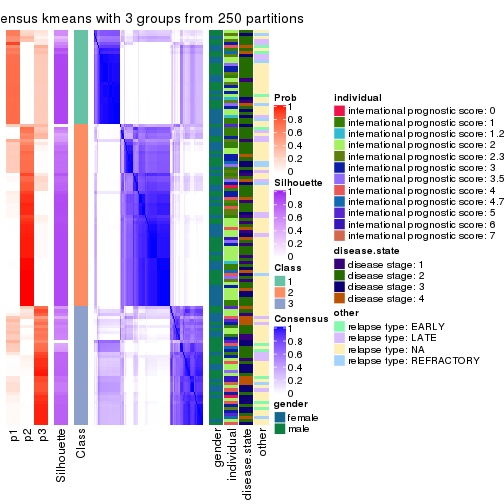 ensus kmeans with 3 groups from 250 partitions
Prob
1
0.8
0.6
0.4
0.2
0
Silhouette
1
0.8
0.6
0.4
0.2
0
Class
1
2
3
Consensus
1
0.8
0.6
0.4
0.2
0
gender
female
male
individual
international prognostic score: 0
international prognostic score: 1
international prognostic score: 1.2
international prognostic score: 2
international prognostic score: 2.3
international prognostic score: 3
international prognostic score: 3.5
international prognostic score: 4
international prognostic score: 4.7
international prognostic score: 5
international prognostic score: 6
international prognostic score: 7
disease.state
disease stage: 1
disease stage: 2
disease stage: 3
disease stage: 4
other
relapse type: EARLY
relapse type: LATE
relapse type: NA
relapse type: REFRACTORY
p1
p2
p3
Silhouette
Class
gender
individual
disease.state
other